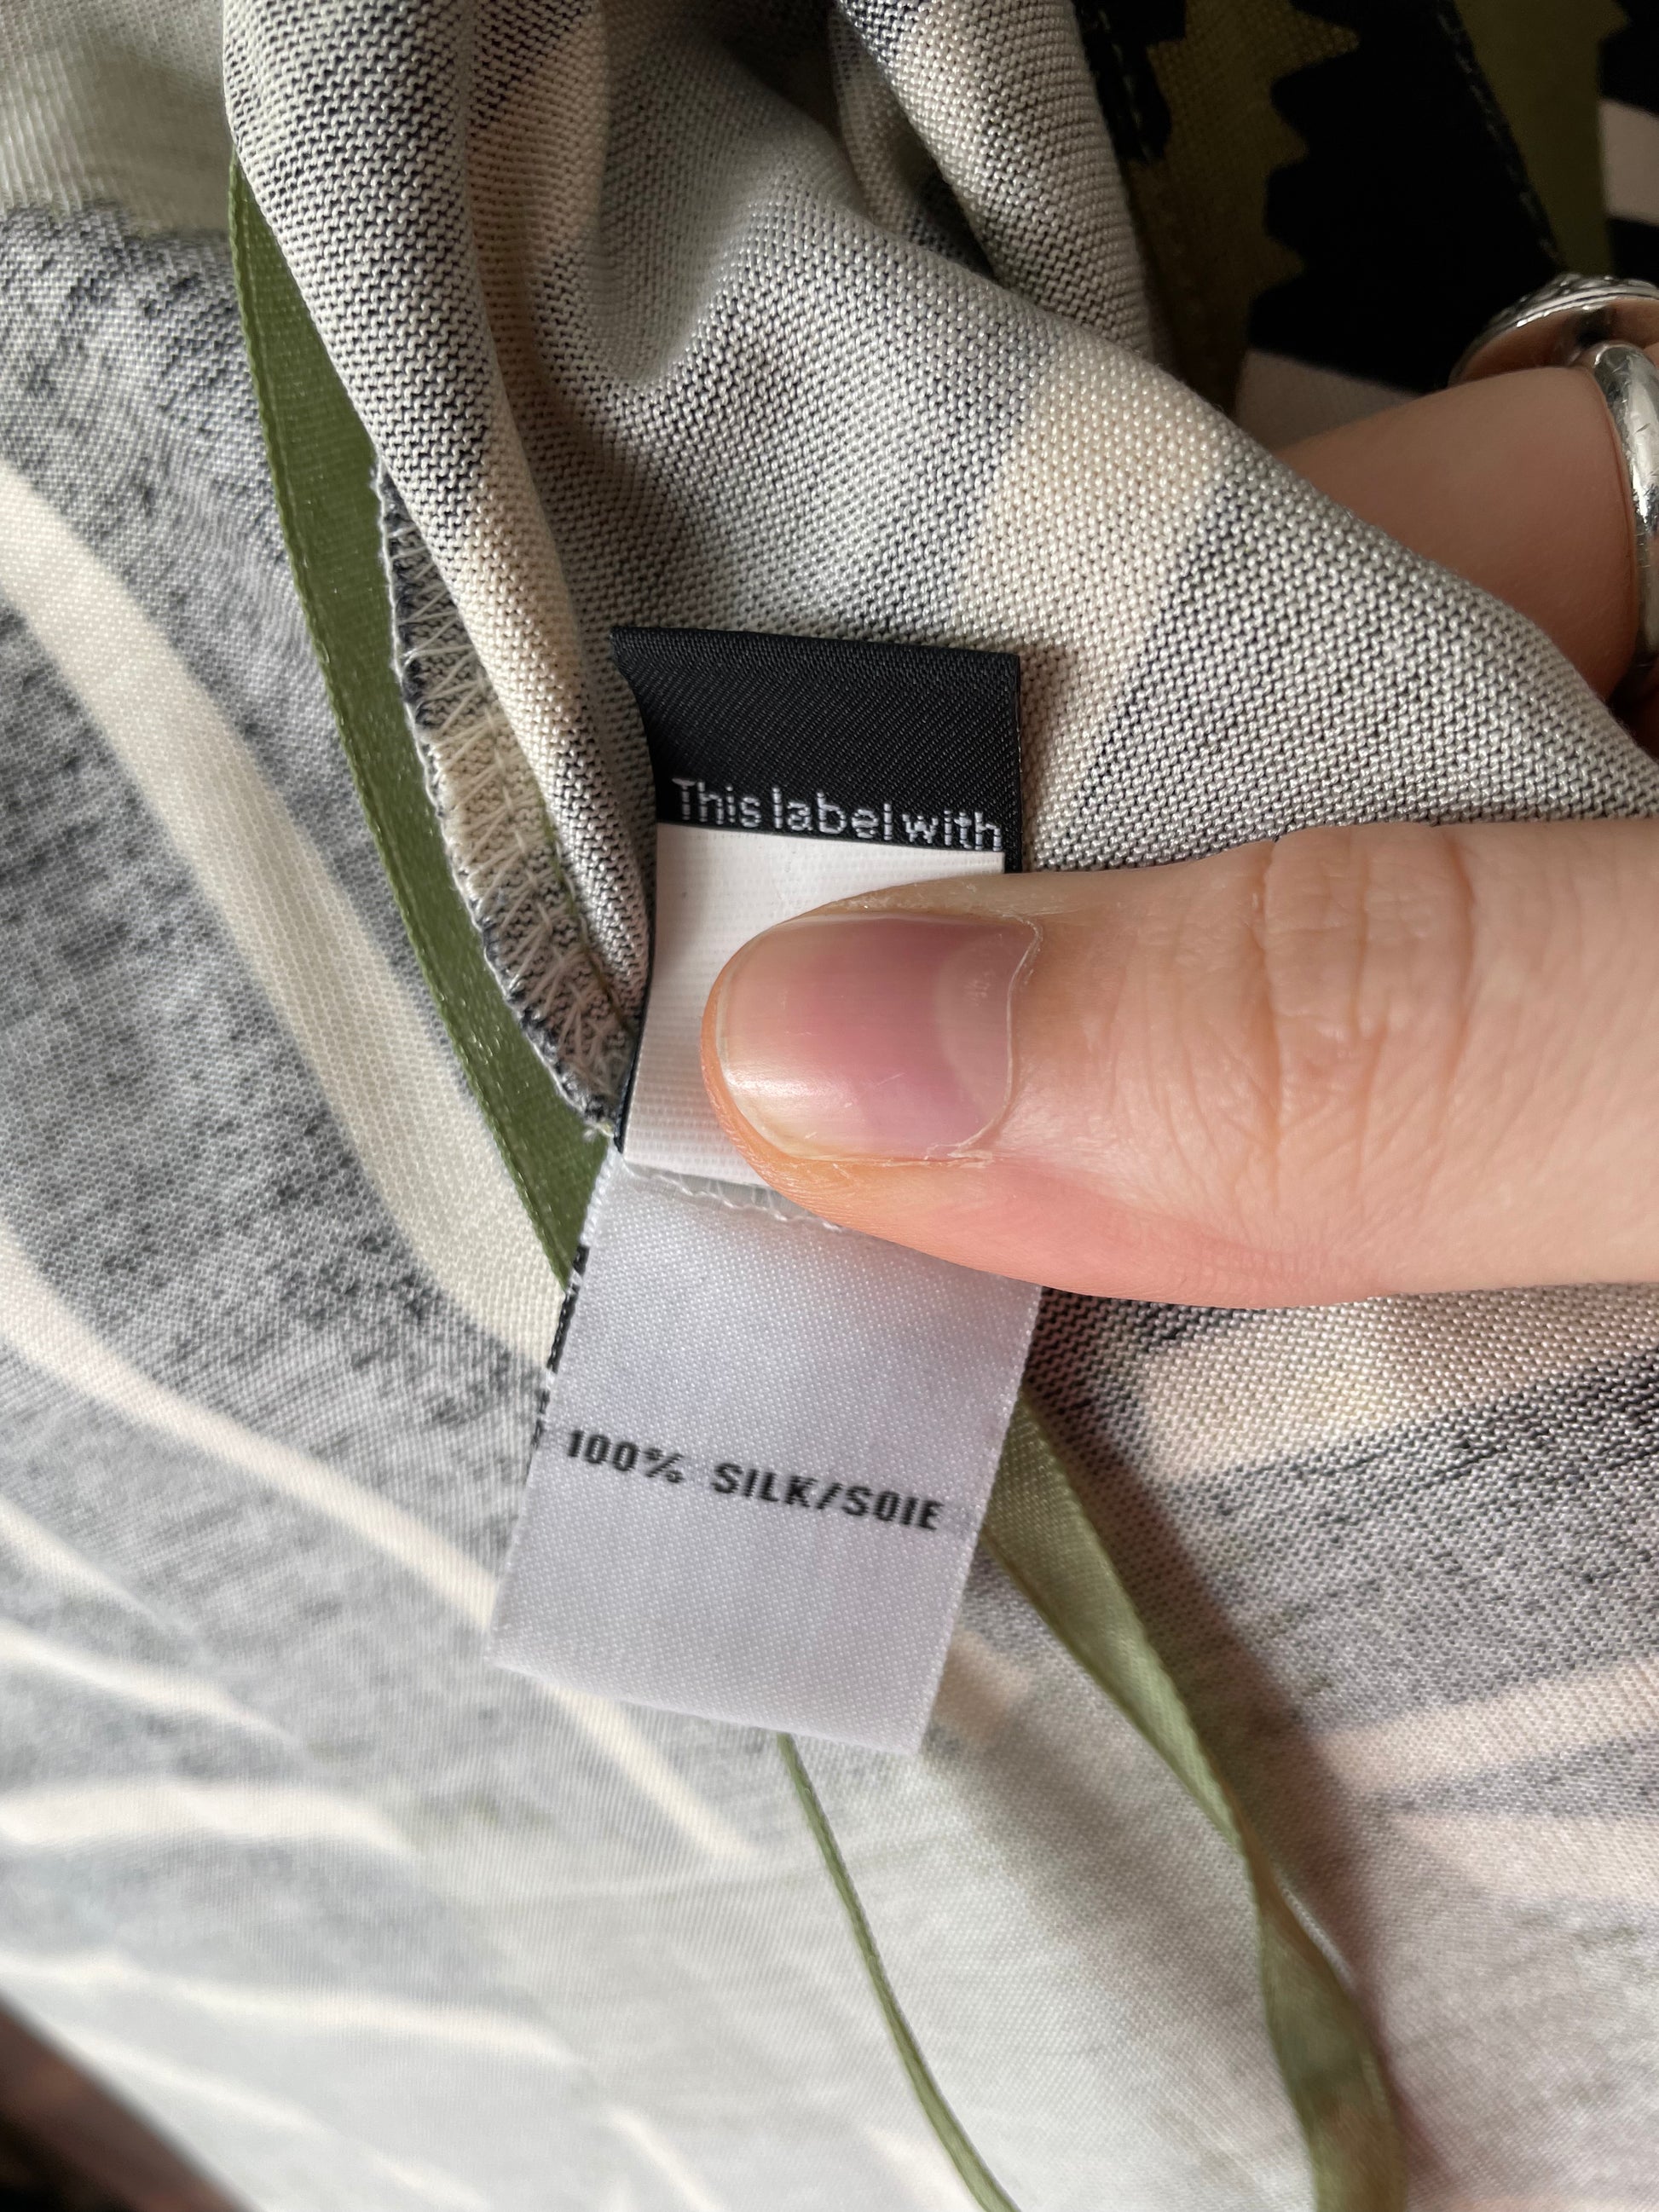 This label with
100% SILK/SOIE